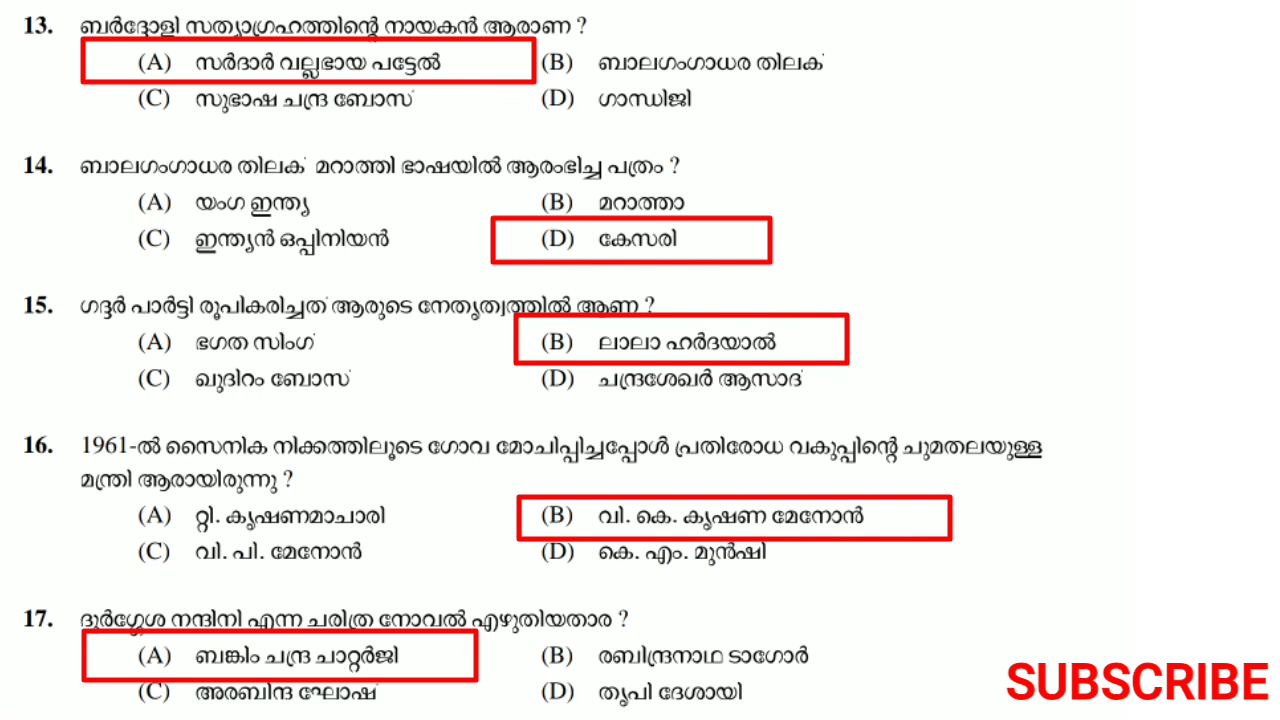 13. ബർദ്ദോളി സത്യാഗ്രഹത്തിന്റെ നായകൻ ആരാണ ?
(A) സർദാർ വല്ലഭായ പട്ടേൽ (B) ബാലഗംഗാധര തിലക്
(C) സുഭാഷ ചന്ദ്ര ബോസ് (D) ഗാന്ധിജി
14. ബാലഗംഗാധര തിലക് മറാത്തി ഭാഷയിൽ ആരംഭിച്ച പത്രം ?
(A) യംഗ ഇന്ത്യ (B) മറാത്താ
(C) ഇന്ത്യൻ ഒപ്പിനിയൻ (D) കേസരി
15. ഗദ്ദർ പാർട്ടി രൂപികരിച്ചത് ആരുടെ നേതൃത്വത്തിൽ ആണ ?
(A) ഭഗത സിംഗ് (B) ലാലാ ഹർദയാൽ
(C) ഖുദിറം ബോസ് (D) ചന്ദ്രശേഖർ ആസാദ്
16. 1961-ൽ സൈനിക നിക്കത്തിലൂടെ ഗോവ മോചിപ്പിച്ചപ്പോൾ പ്രതിരോധ വകുപ്പിന്റെ ചുമതലയുള്ള
മന്ത്രി ആരായിരുന്നു ?
(A) റ്റി. കൃഷണമാചാരി (B) വി. കെ. കൃഷണ മേനോൻ
(C) വി. പി. മേനോൻ (D) കെ. എം. മുൻഷി
17. ദുർഗ്ഗേശ നന്ദിനി എന്ന ചരിത്ര നോവൽ എഴുതിയതാര ?
(A) ബങ്കിം ചന്ദ്ര ചാറ്റർജി (B) രബിന്ദ്രനാഥ ടാഗോർ
(C) അരബിന്ദ ഘോഷ് (D) തൃപി ദേശായി
SUBSCRIBE